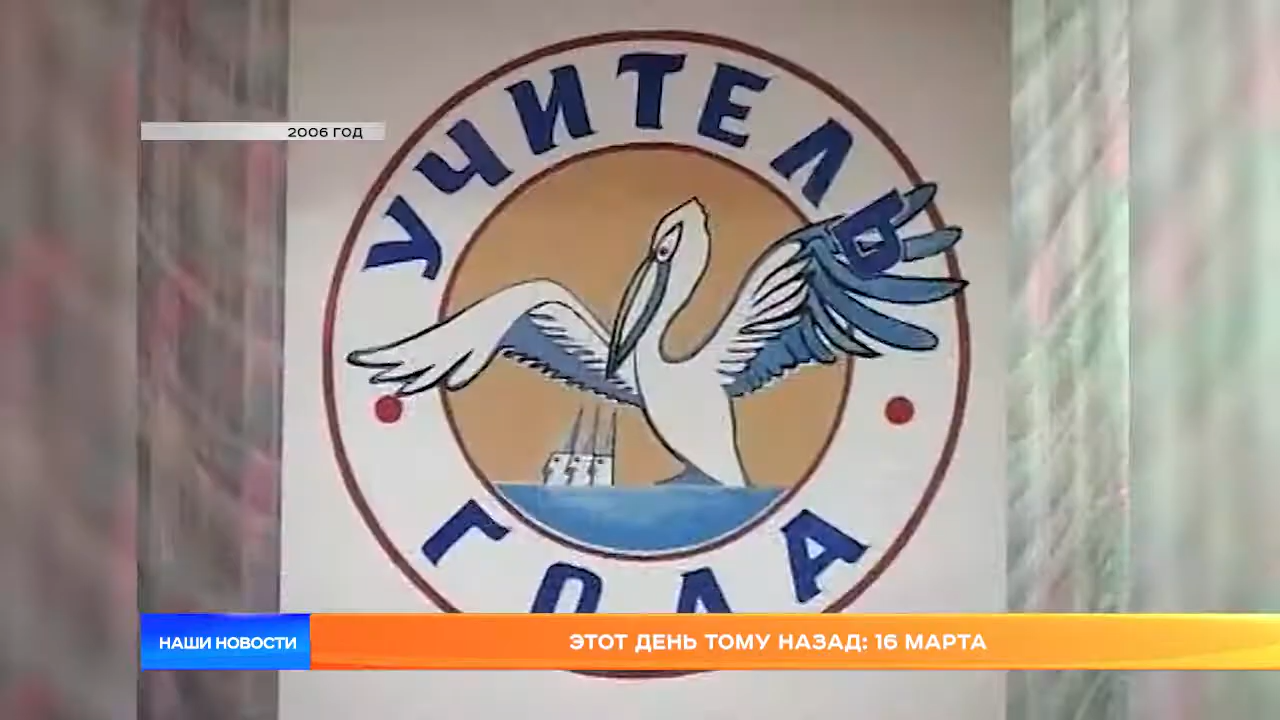 УЧИТЕЛЬ
2006 ГОД
ГОДА
НАШИ НОВОСТИ
ЭТОТ ДЕНЬ ТОМУ НАЗАД: 16 МАРТА